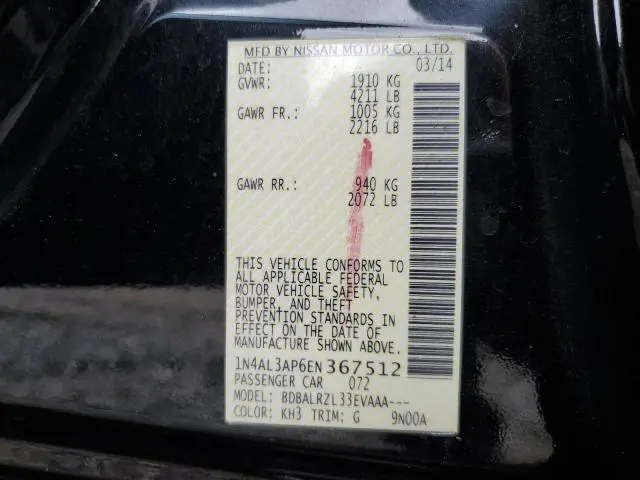 MFD BY NISSAN MOTOR CO., LTD.
DATE: 03/14
GVWR: 1910 KG
4211 LB
GAWR FR.: 1005 KG
2216 LB
GAWR RR.: 940 KG
2072 LB
THIS VEHICLE CONFORMS TO
ALL APPLICABLE FEDERAL
MOTOR VEHICLE SAFETY,
BUMPER, AND THEFT
PREVENTION STANDARDS IN
EFFECT ON THE DATE OF
MANUFACTURE SHOWN ABOVE.
1N4AL3AP6EN367512
PASSENGER CAR 072
MODEL: BDBALRZL33EVAAA---
COLOR: KH3 TRIM: G 9N00A